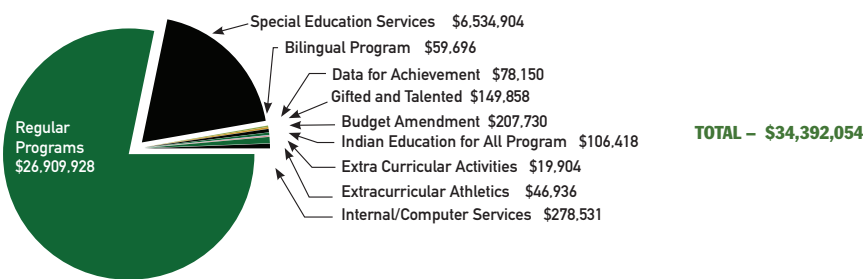 Special Education Services $6,534,904
Bilingual Program $59,696
Data for Achievement $78,150
Gifted and Talented $149,858
Budget Amendment $207,730
Indian Education for All Program $106,418
Extra Curricular Activities $19,904
Extracurricular Athletics $46,936
Internal/Computer Services $278,531
Regular
Programs
$26,909,928
TOTAL – $34,392,054